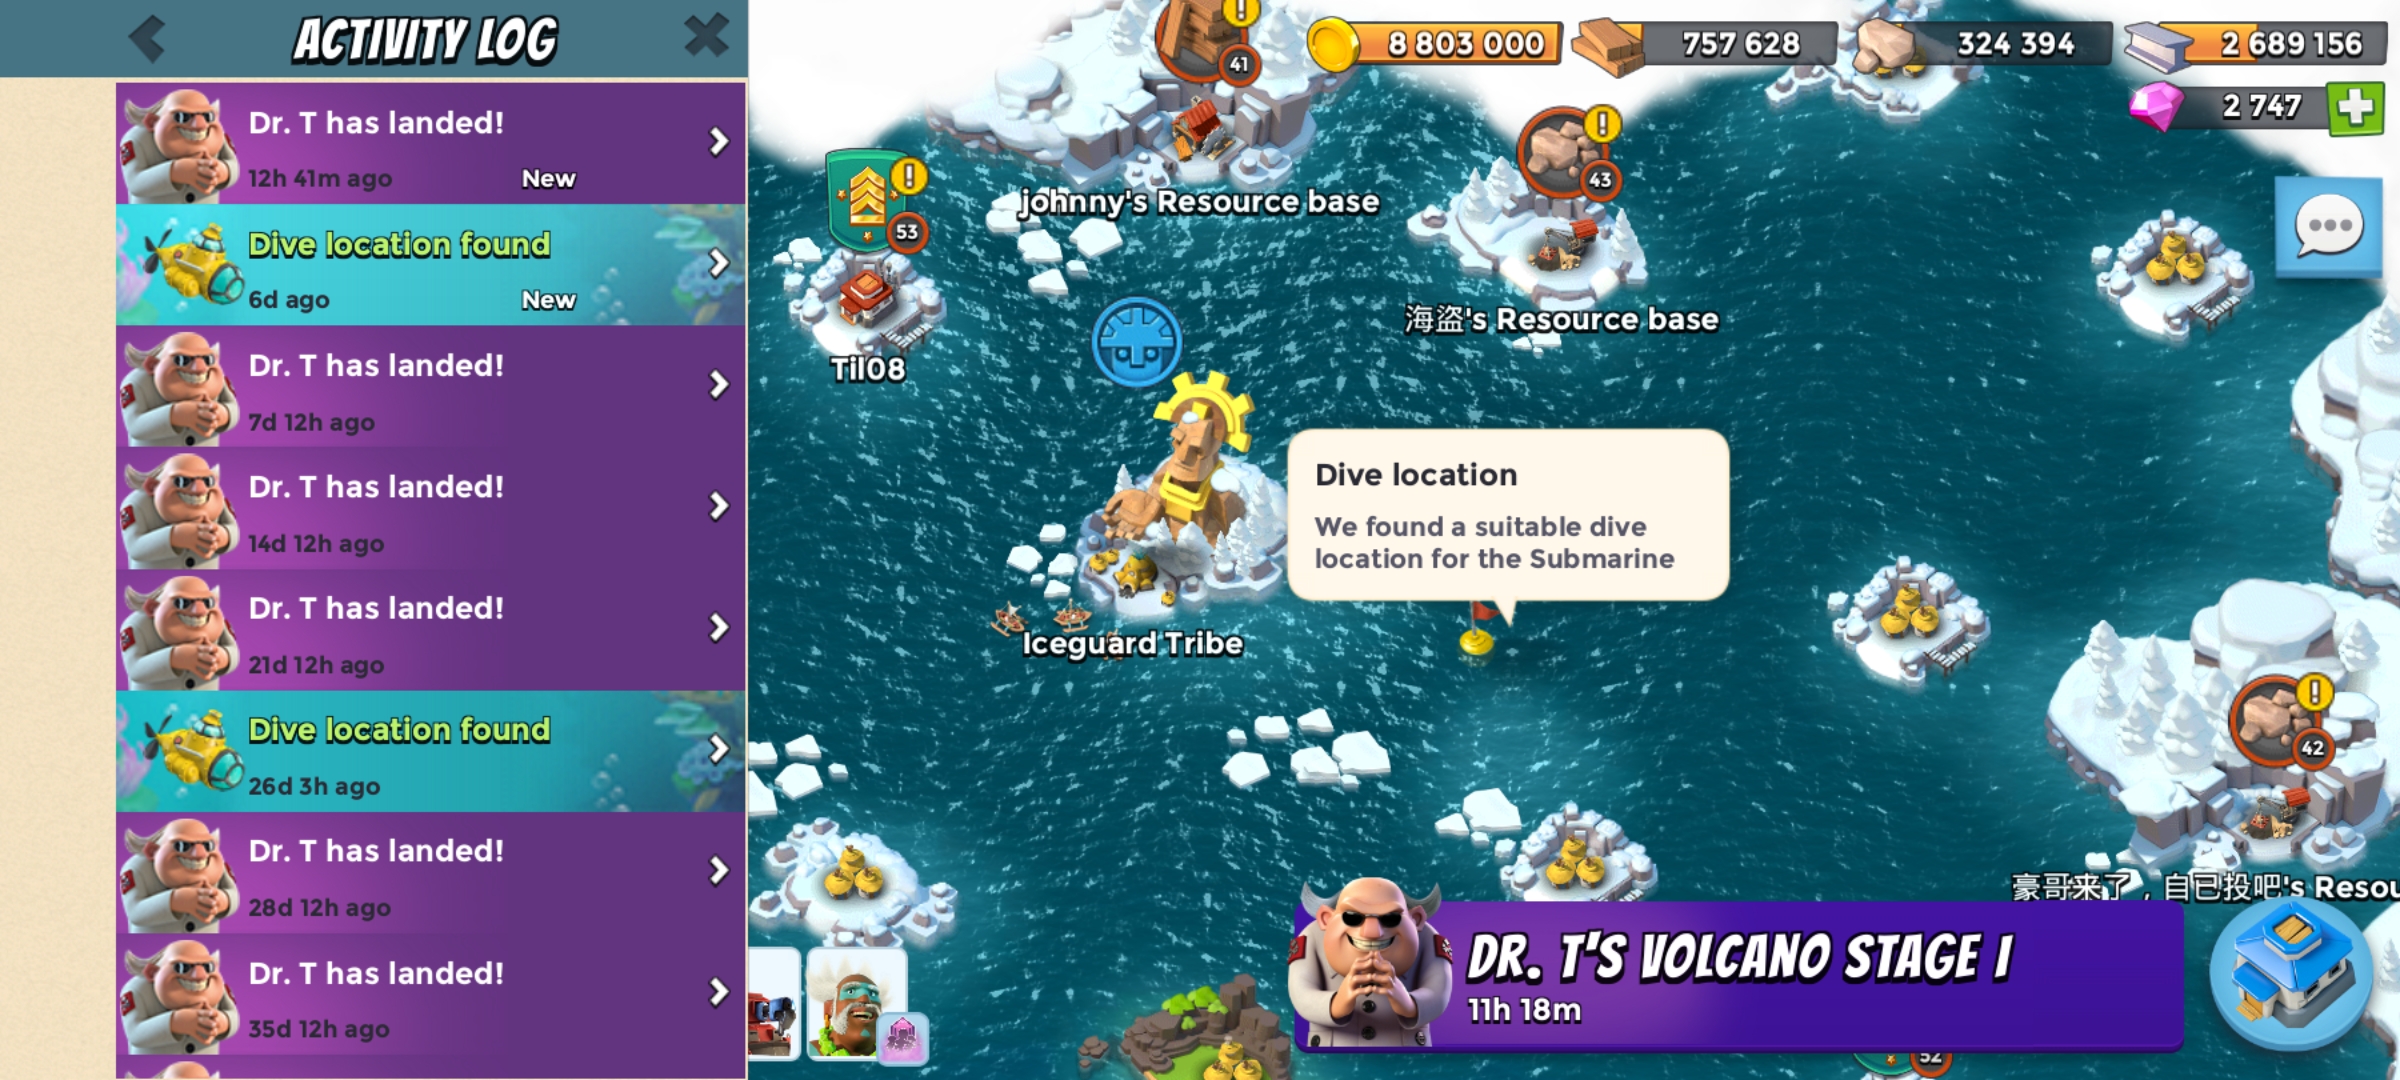 ACTIVITY LOG
Dr. T has landed!
12h 41m ago
New
Dive location found
6d ago
New
Dr. T has landed!
7d 12h ago
Dr. T has landed!
14d 12h ago
Dr. T has landed!
21d 12h ago
Dive location found
26d 3h ago
Dr. T has landed!
28d 12h ago
Dr. T has landed!
35d 12h ago
8 803 000
757 628
324 394
2 689 156
2 747
41
johnny's Resource base
43
海盗's Resource base
53
Til08
Dive location
We found a suitable dive
location for the Submarine
Iceguard Tribe
42
豪哥来了，自已投吧's Resou
DR. T'S VOLCANO STAGE I
11h 18m
52